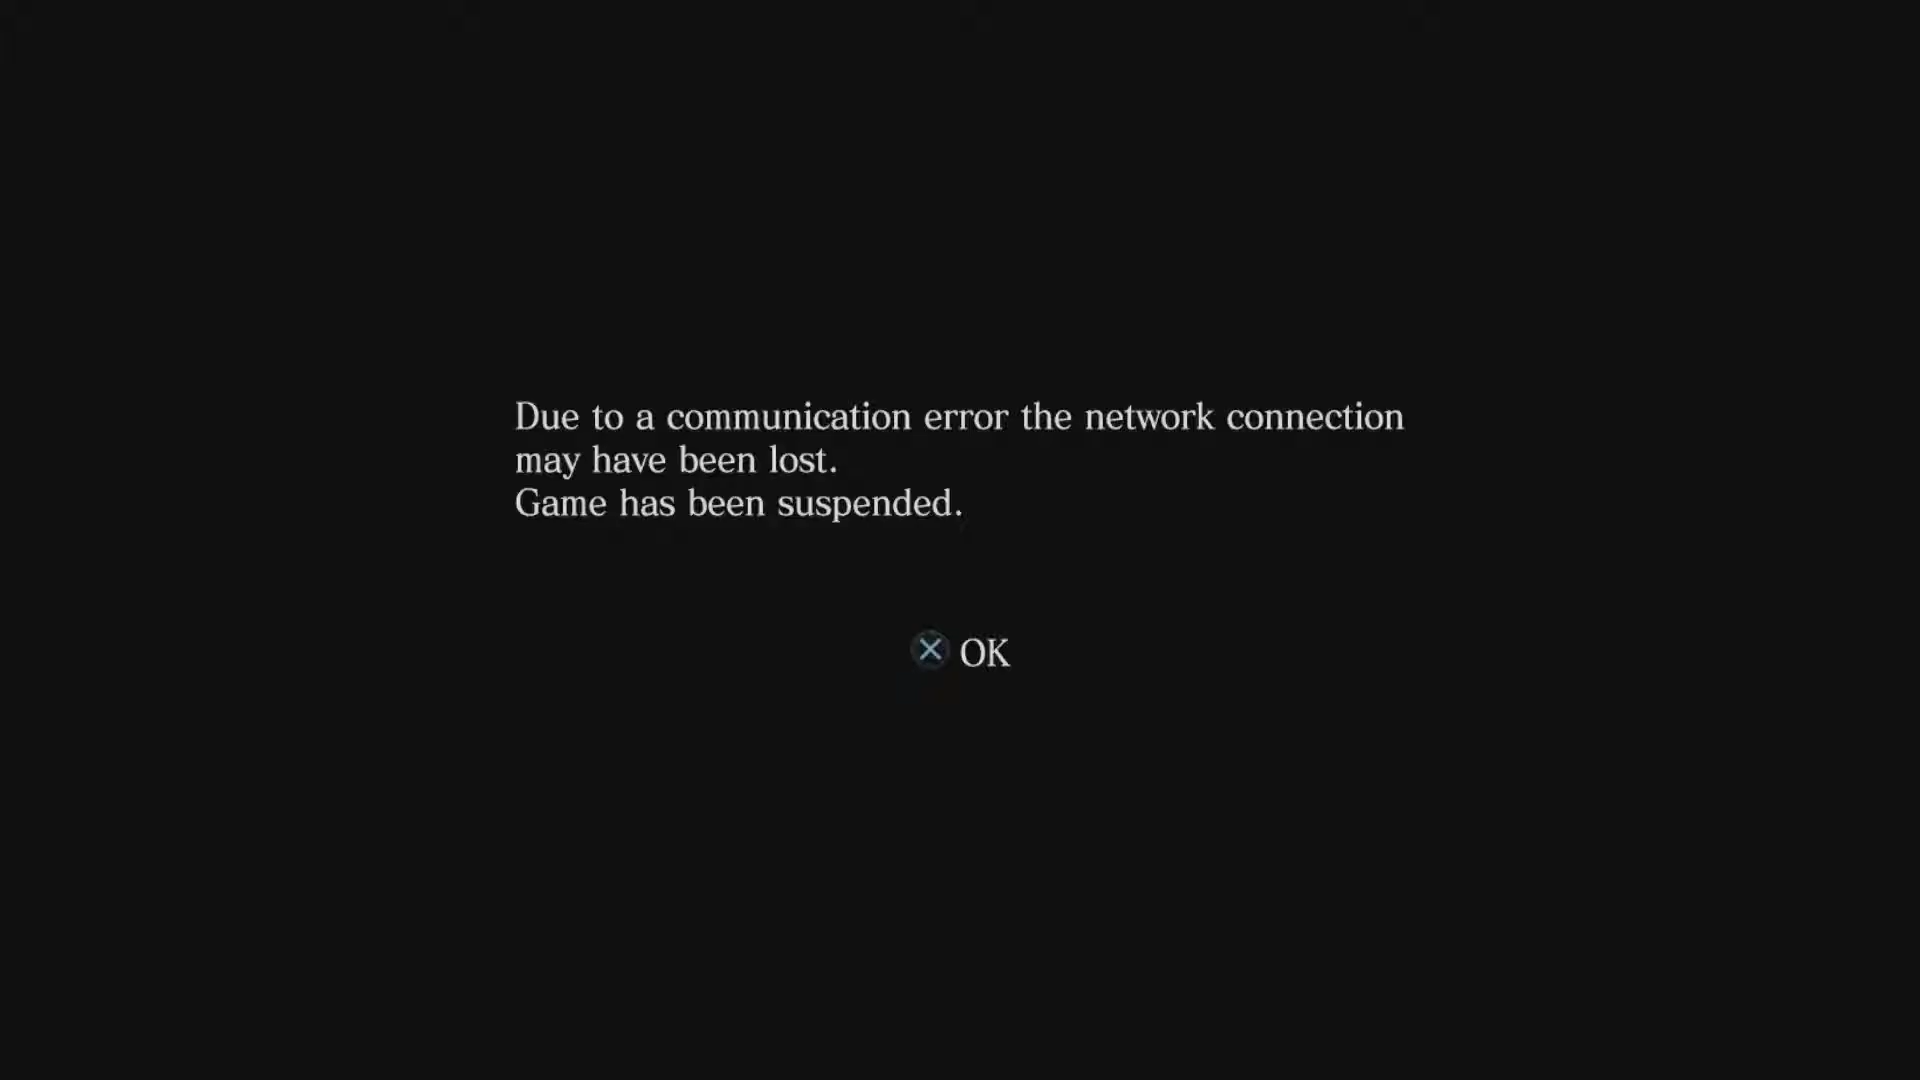 Due to a communication error the network connection
may have been lost.
Game has been suspended.
OK